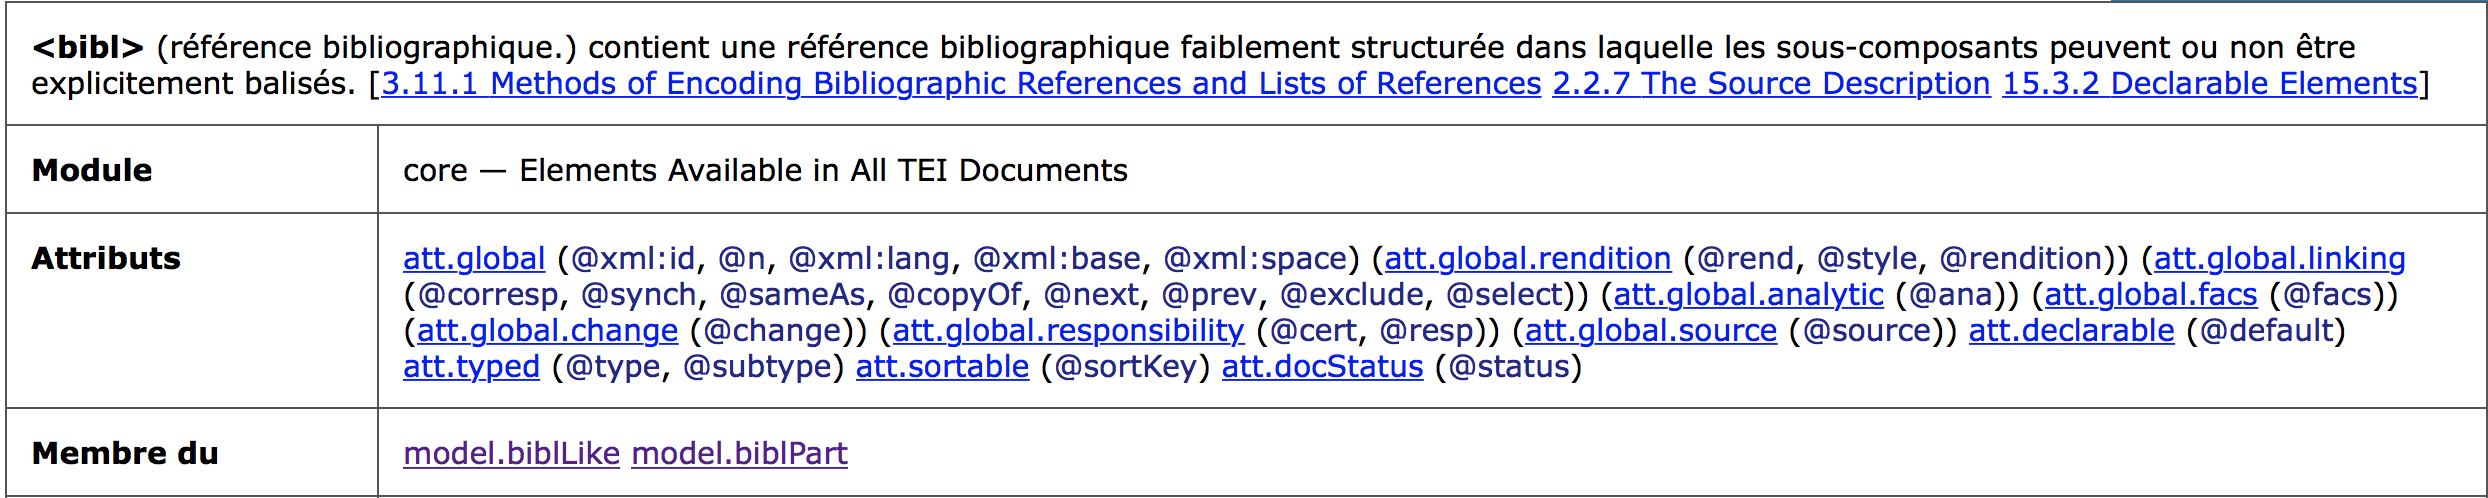 <bibl> (référence bibliographique.) contient une référence bibliographique faiblement structurée dans laquelle les sous-composants peuvent ou non être
explicitement balisés. [3.11.1 Methods of Encoding Bibliographic References and Lists of References 2.2.7 The Source Description 15.3.2 Declarable Elements]
Module core — Elements Available in All TEI Documents
Attributs att.global (@xml:id, @n, @xml:lang, @xml:base, @xml:space) (att.global.rendition (@rend, @style, @rendition)) (att.global.linking
(@corresp, @synch, @sameAs, @copyOf, @next, @prev, @exclude, @select)) (att.global.analytic (@ana)) (att.global.facs (@facs))
(att.global.change (@change)) (att.global.responsibility (@cert, @resp)) (att.global.source (@source)) att.declarable (@default)
att.typed (@type, @subtype) att.sortable (@sortKey) att.docStatus (@status)
Membre du model.biblLike model.biblPart